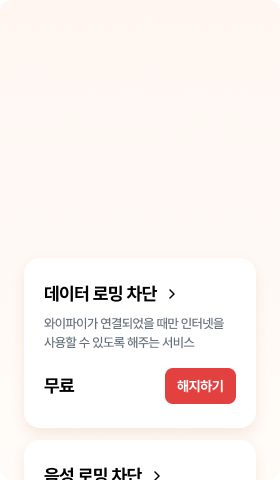 데이터 로밍 차단
와이파이가 연결되었을 때만 인터넷을
사용할 수 있도록 해주는 서비스
무료
해지하기
음성 로밍 차단